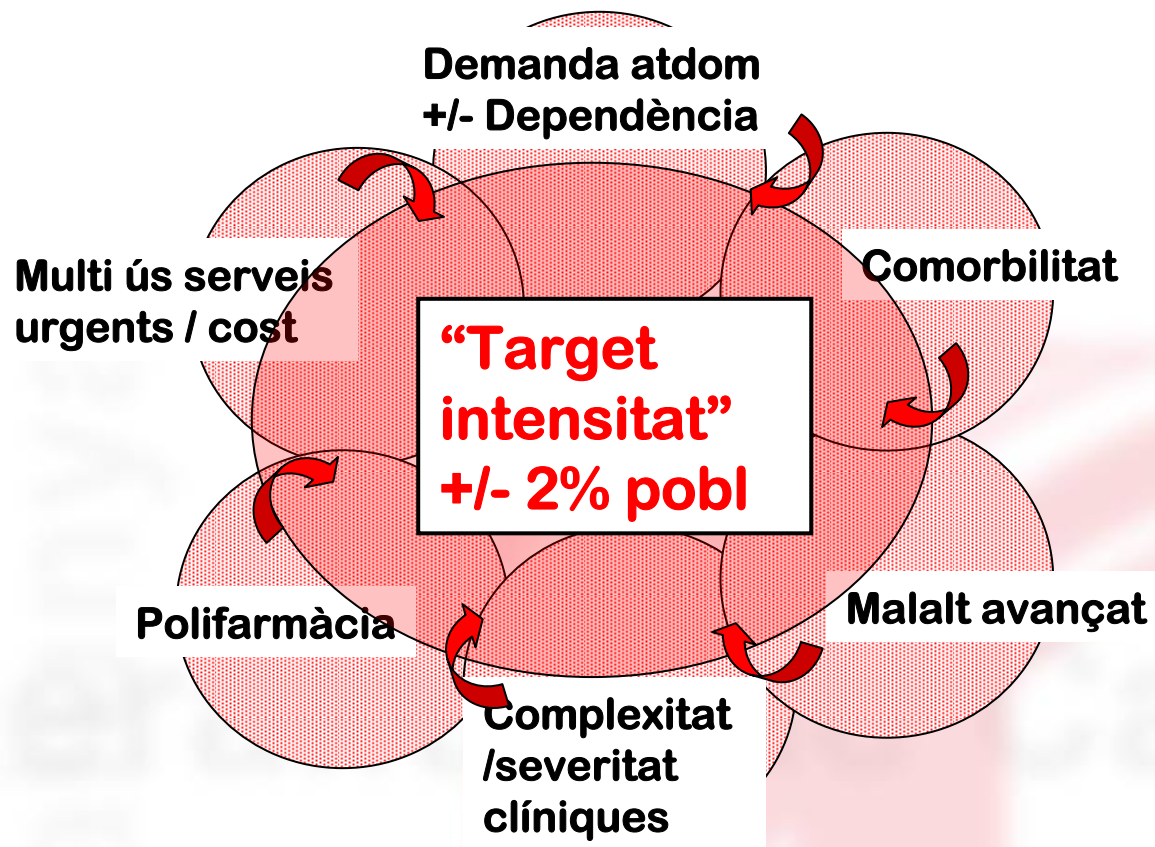 Demanda atdom
+/- Dependència
Multi ús serveis
urgents / cost
Comorbilitat
“Target
intensitat”
+/- 2% pobl
Polifarmàcia
Malalt avançat
Complexitat
/severitat
clíniques